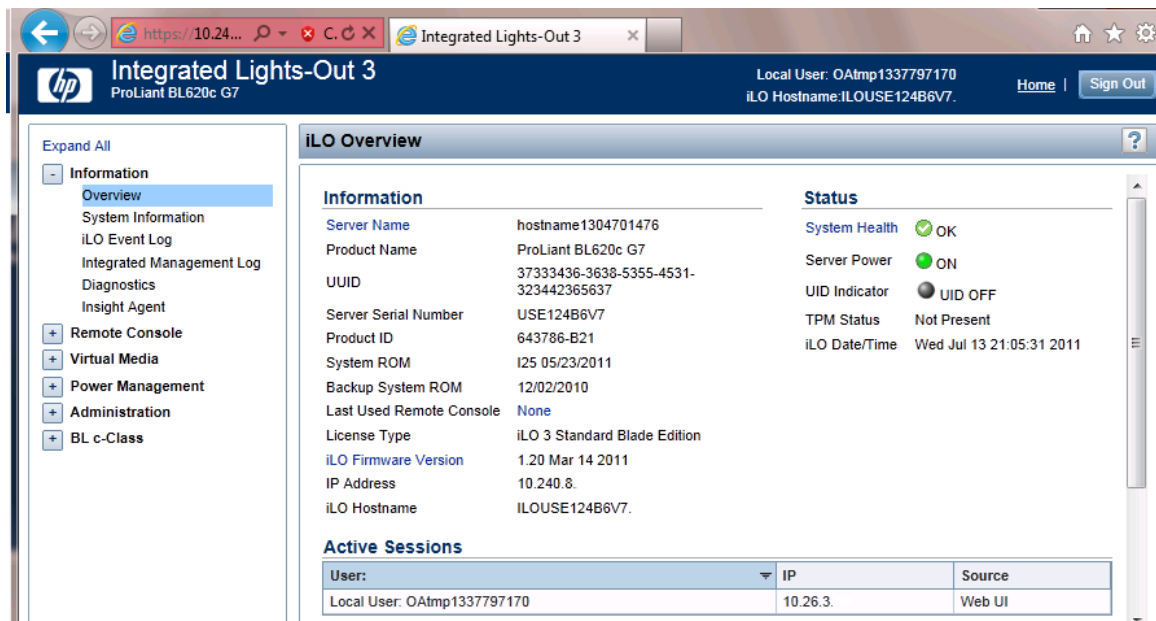 https://10.24... C. Integrated Lights-Out 3
hp Integrated Lights-Out 3
ProLiant BL620c G7
Local User: OAtmp1337797170
iLO Hostname:ILOUSE124B6V7.
Home | Sign Out
Expand All
Information
Overview
System Information
iLO Event Log
Integrated Management Log
Diagnostics
Insight Agent
Remote Console
Virtual Media
Power Management
Administration
BL c-Class
iLO Overview ?
Information
Server Name hostname1304701476
Product Name ProLiant BL620c G7
UUID 37333436-3638-5355-4531-
323442365637
Server Serial Number USE124B6V7
Product ID 643786-B21
System ROM I25 05/23/2011
Backup System ROM 12/02/2010
Last Used Remote Console None
License Type iLO 3 Standard Blade Edition
iLO Firmware Version 1.20 Mar 14 2011
IP Address 10.240.8.
iLO Hostname ILOUSE124B6V7.
Status
System Health OK
Server Power ON
UID Indicator UID OFF
TPM Status Not Present
iLO Date/Time Wed Jul 13 21:05:31 2011
Active Sessions
User: IP Source
Local User: OAtmp1337797170 10.26.3. Web UI